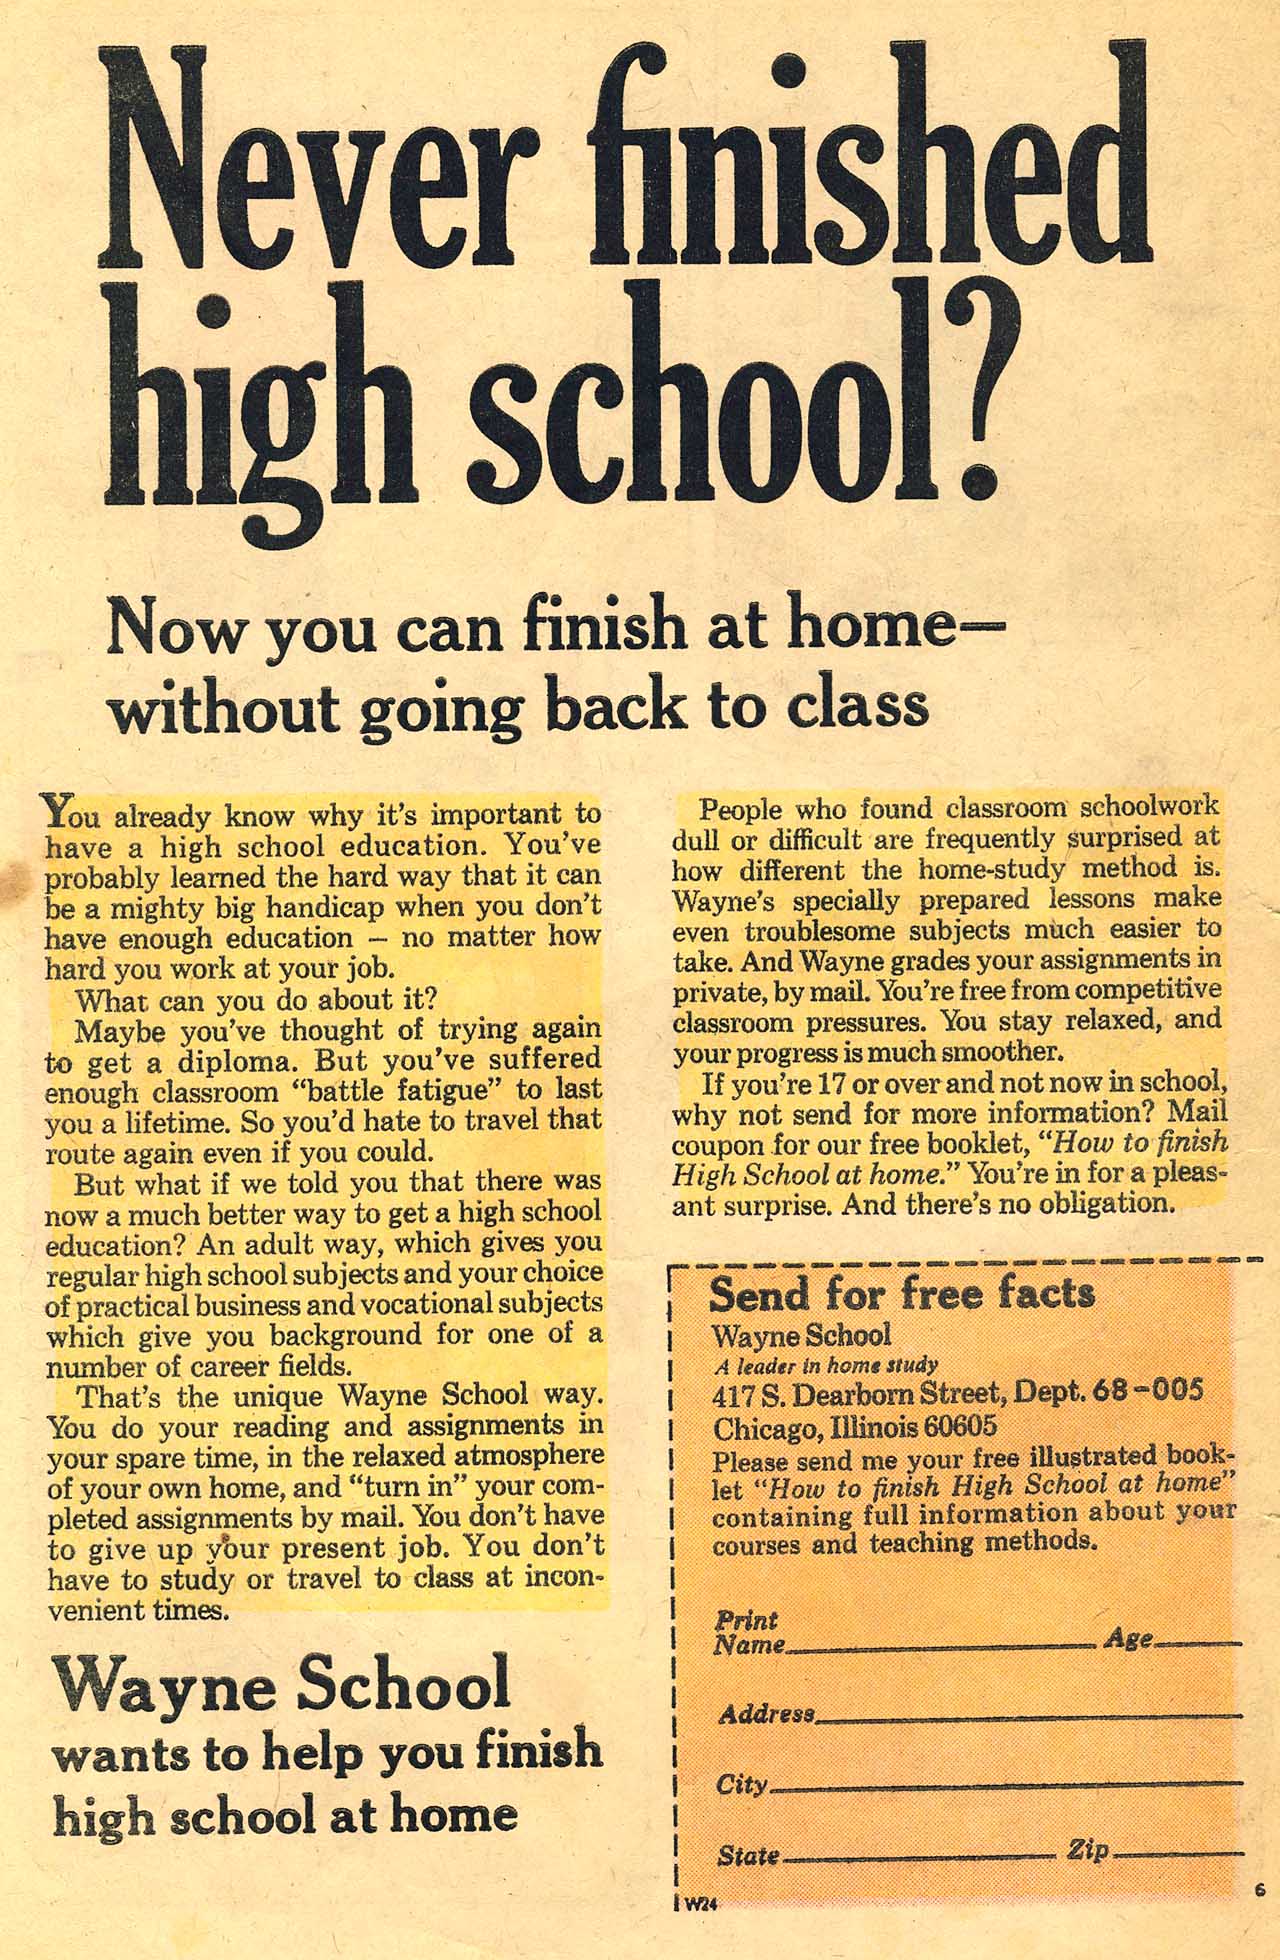 Never finished
high school?
Now you can finish at home—
without going back to class
You already know why it's important to
have a high school education. You've
probably learned the hard way that it can
be a mighty big handicap when you don't
have enough education – no matter how
hard you work at your job.
What can you do about it?
Maybe you've thought of trying again
to get a diploma. But you've suffered
enough classroom “battle fatigue” to last
you a lifetime. So you'd hate to travel that
route again even if you could.
But what if we told you that there was
now a much better way to get a high school
education? An adult way, which gives you
regular high school subjects and your choice
of practical business and vocational subjects
which give you background for one of a
number of career fields.
That's the unique Wayne School way.
You do your reading and assignments in
your spare time, in the relaxed atmosphere
of your own home, and “turn in” your com-
pleted assignments by mail. You don't have
to give up your present job. You don't
have to study or travel to class at incon-
venient times.
Wayne School
wants to help you finish
high school at home
People who found classroom schoolwork
dull or difficult are frequently surprised at
how different the home-study method is.
Wayne's specially prepared lessons make
even troublesome subjects much easier to
take. And Wayne grades your assignments in
private, by mail. You're free from competitive
classroom pressures. You stay relaxed, and
your progress is much smoother.
If you're 17 or over and not now in school,
why not send for more information? Mail
coupon for our free booklet, “How to finish
High School at home.” You're in for a pleas-
ant surprise. And there's no obligation.
Send for free facts
Wayne School
A leader in home study
417 S. Dearborn Street, Dept. 68-005
Chicago, Illinois 60605
Please send me your free illustrated book-
let “How to finish High School at home”
containing full information about your
courses and teaching methods.
Print
Name Age
Address
City
State Zip
W24
6